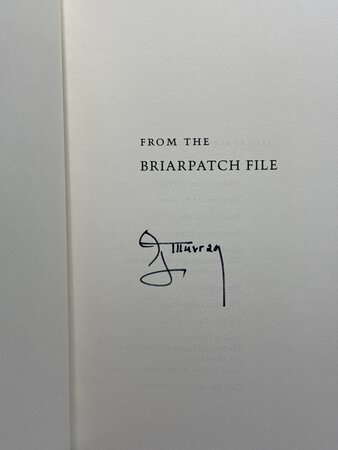 FROM THE
BRIARPATCH FILE
Murray